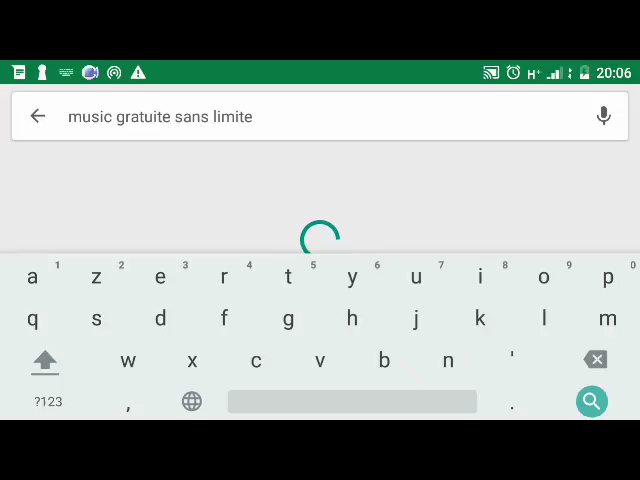 H+ 20:06
music gratuite sans limite
1 2 3 4 5 6 7 8 9 0
a z e r t y u i o p
q s d f g h j k l m
w x c v b n '
?123 , .